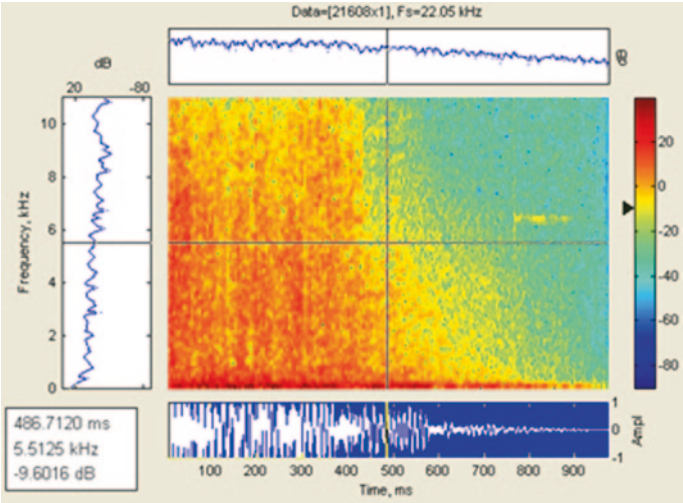 Data=[21608x1], Fs=22.05 kHz
dB
dB
20 -80
10
8
6
4
2
0
Frequency, kHz
20
0
-20
-40
-60
-80
486.7120 ms
5.5125 kHz
-9.6016 dB
1
0
-1
Ampl
100 200 300 400 500 600 700 800 900
Time, ms